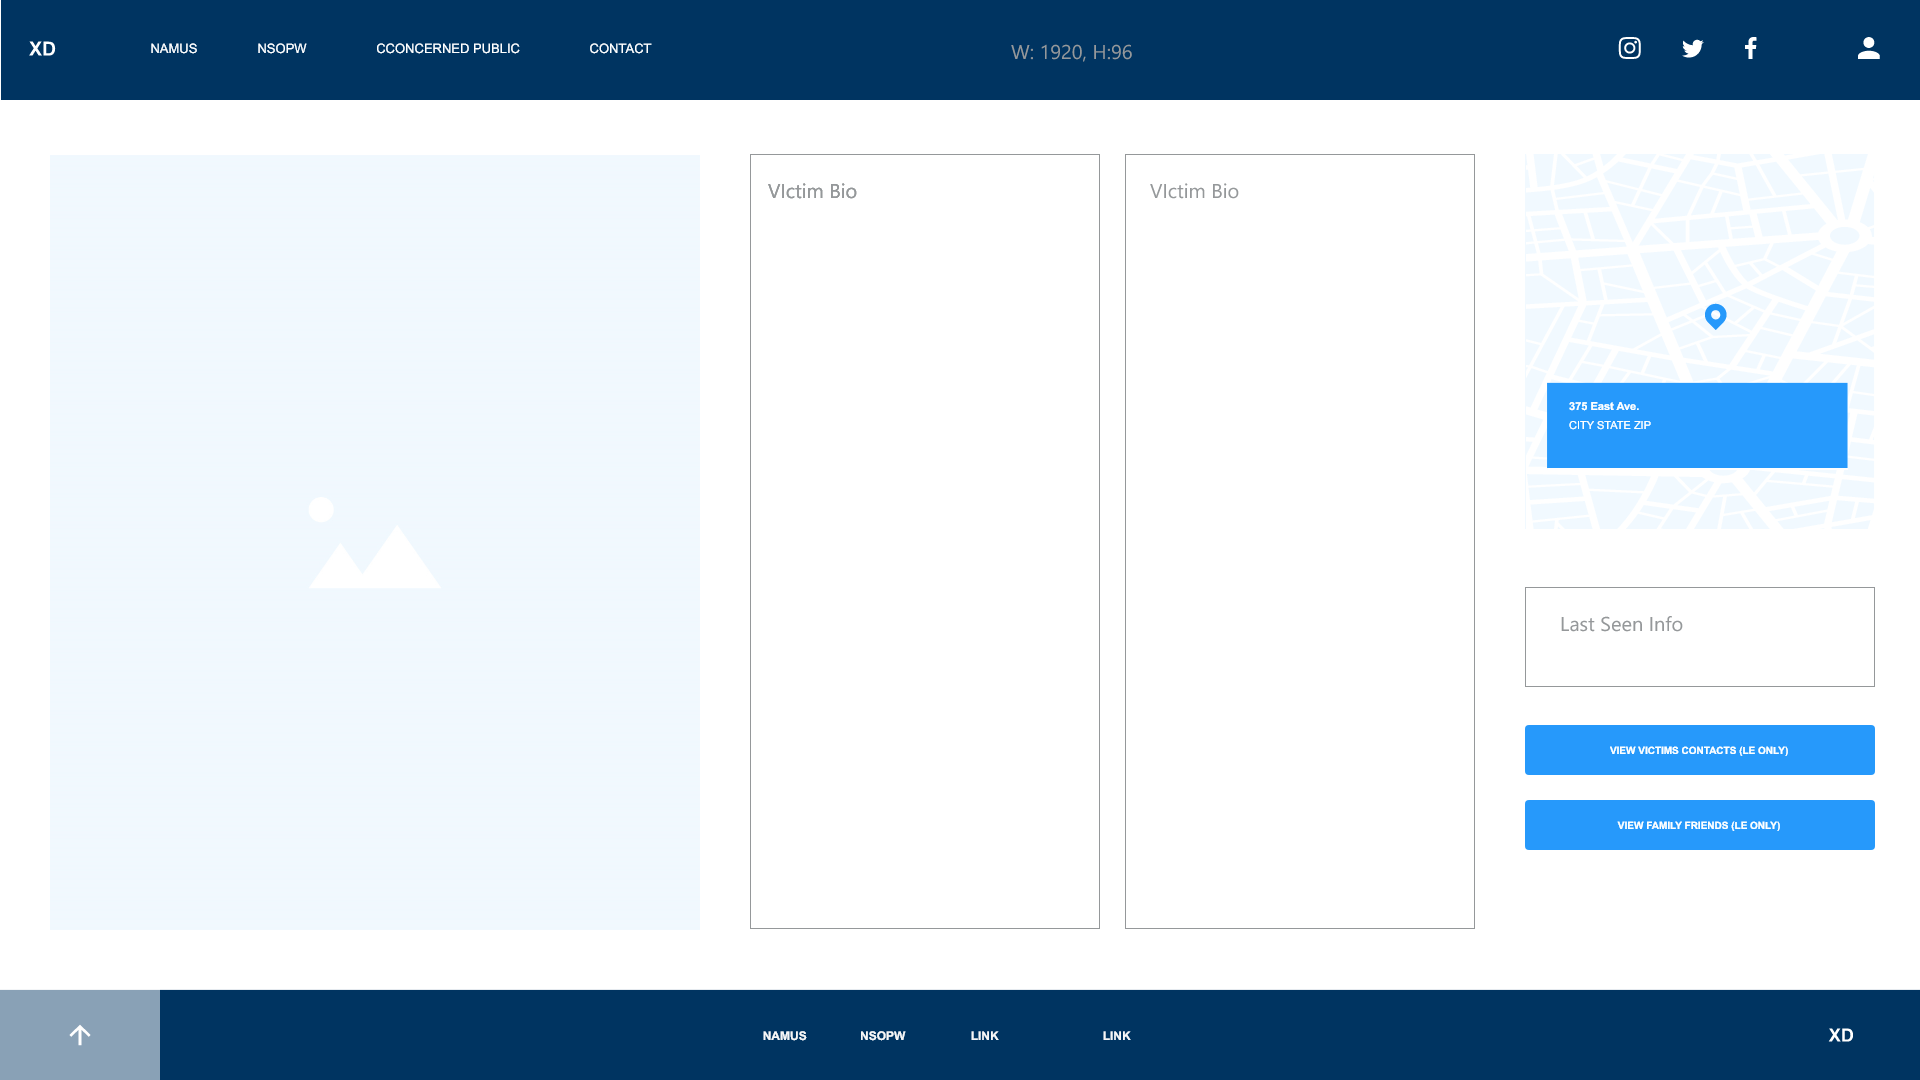 XD
NAMUS
NSOPW
CCONCERNED PUBLIC
CONTACT
W: 1920, H:96
VIctim Bio
VIctim Bio
375 East Ave.
CITY STATE ZIP
Last Seen Info
VIEW VICTIMS CONTACTS (LE ONLY)
VIEW FAMILY FRIENDS (LE ONLY)
NAMUS
NSOPW
LINK
LINK
XD